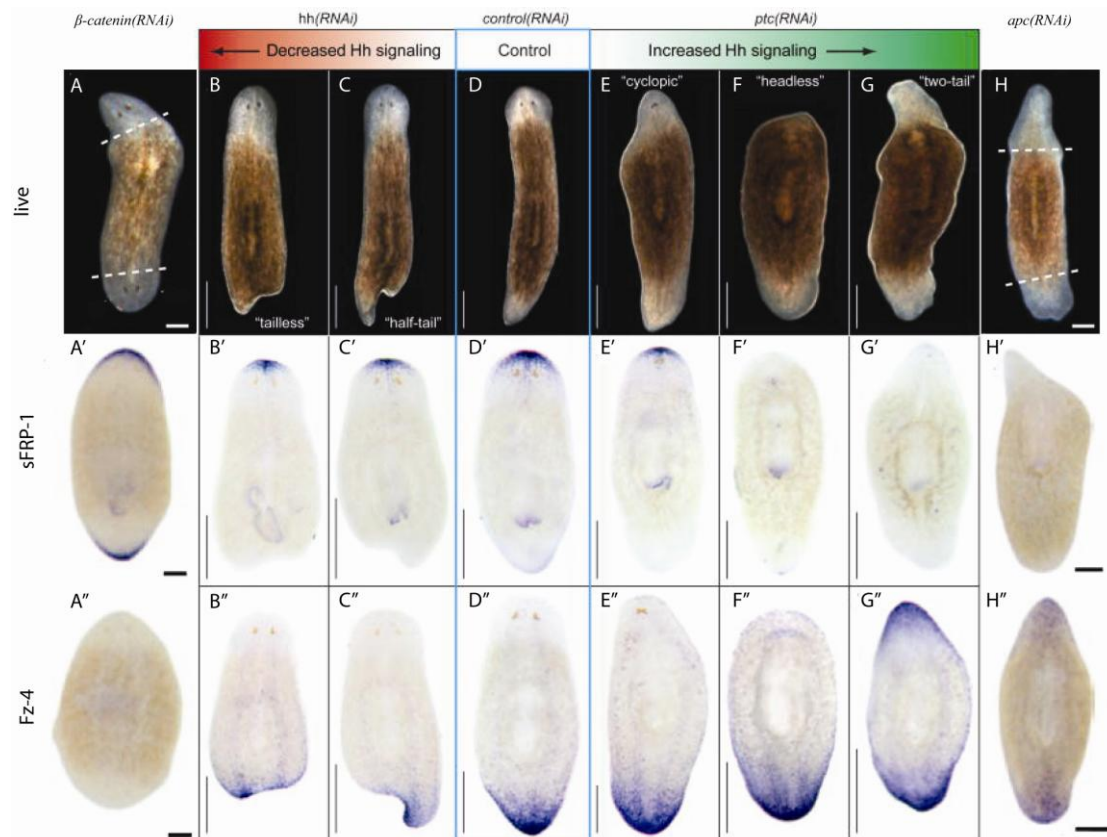 β-catenin(RNAi) hh(RNAi) control(RNAi) ptc(RNAi) apc(RNAi)
Decreased Hh signaling Control Increased Hh signaling
live
A B C D E F G H
"cyclopic" "headless" "two-tail"
"tailless" "half-tail"
sFRP-1
A' B' C' D' E' F' G' H'
Fz-4
A" B" C" D" E" F" G" H"